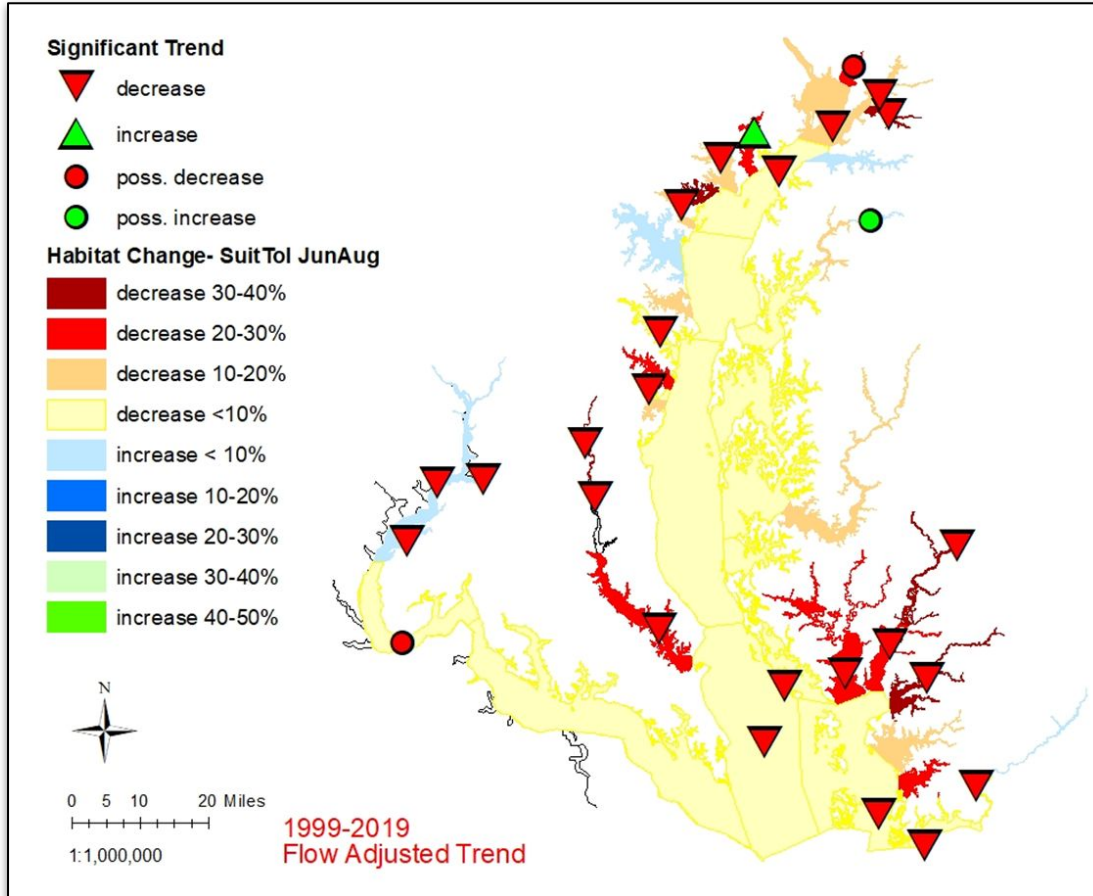 Significant Trend
decrease
increase
poss. decrease
poss. increase
Habitat Change- SuitTol JunAug
decrease 30-40%
decrease 20-30%
decrease 10-20%
decrease <10%
increase < 10%
increase 10-20%
increase 20-30%
increase 30-40%
increase 40-50%
N
0 5 10 20 Miles
1:1,000,000
1999-2019
Flow Adjusted Trend